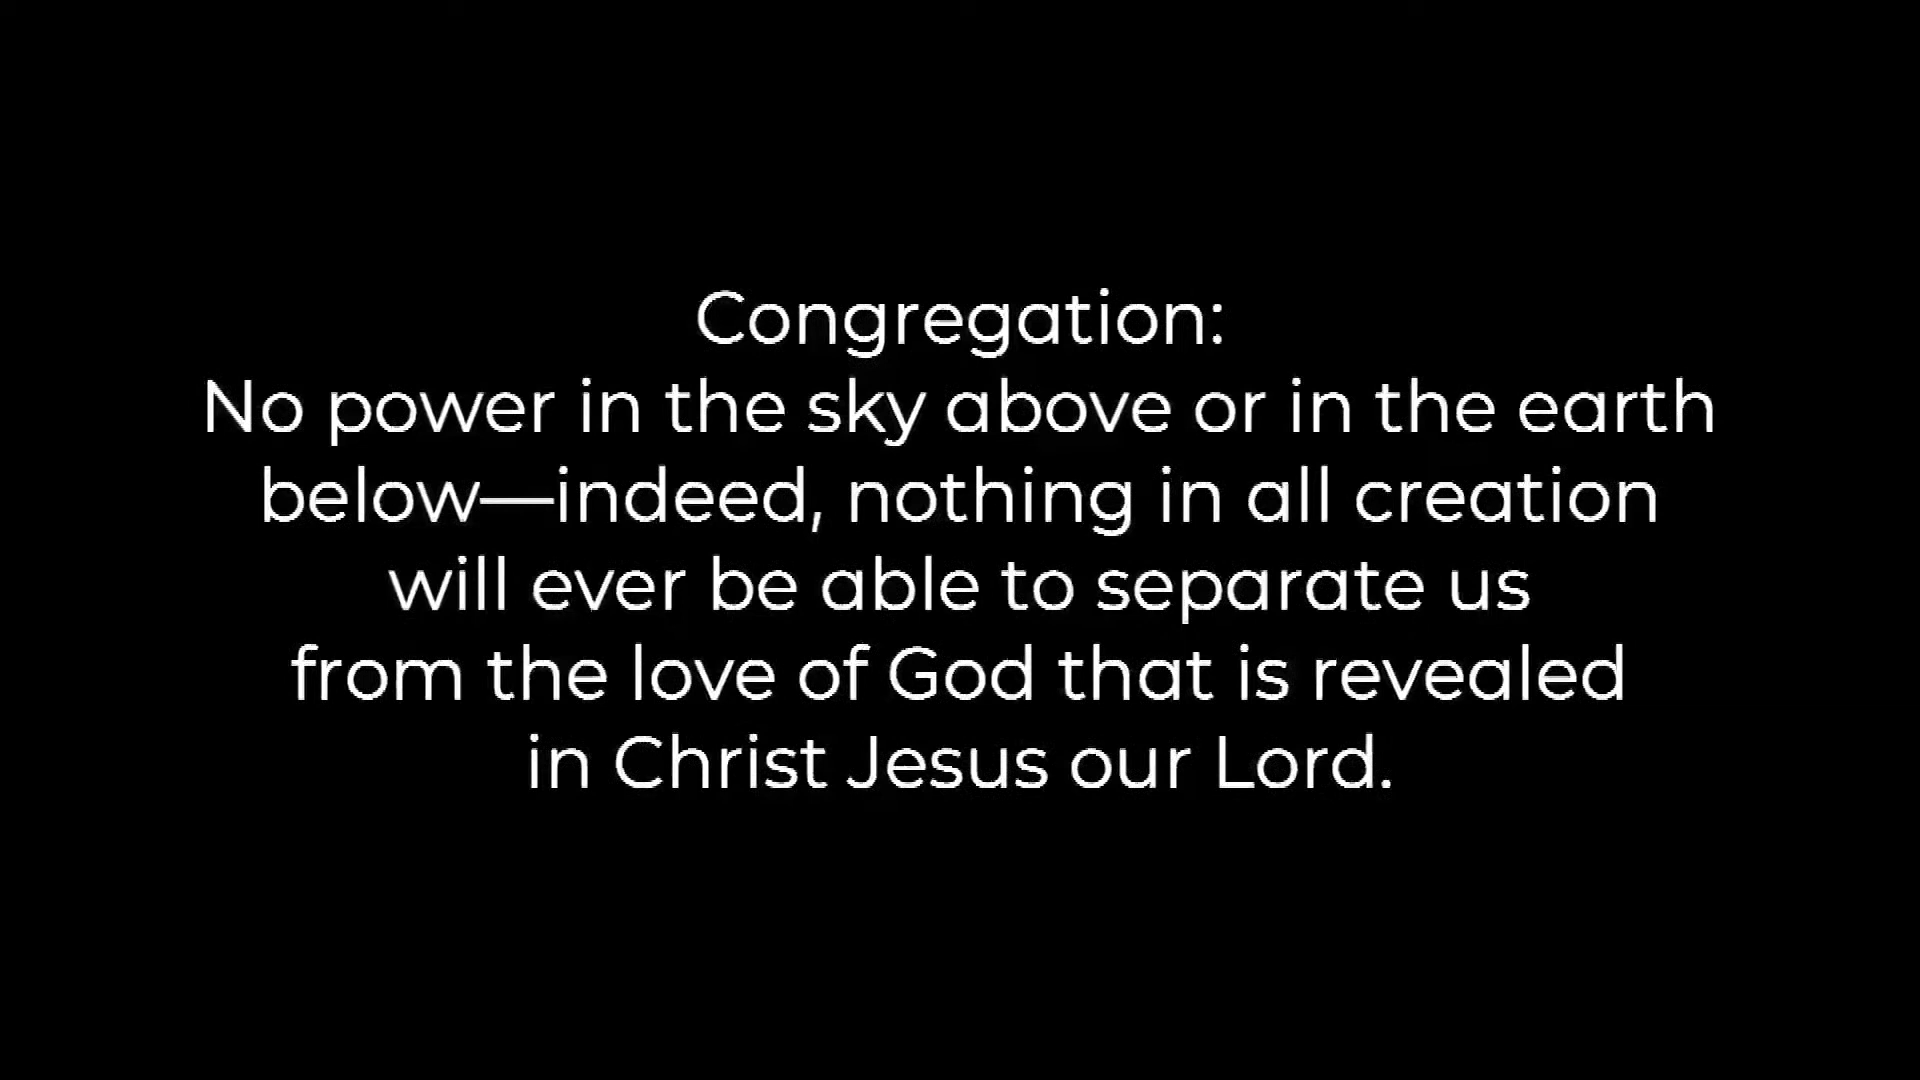 Congregation:
No power in the sky above or in the earth
below—indeed, nothing in all creation
will ever be able to separate us
from the love of God that is revealed
in Christ Jesus our Lord.